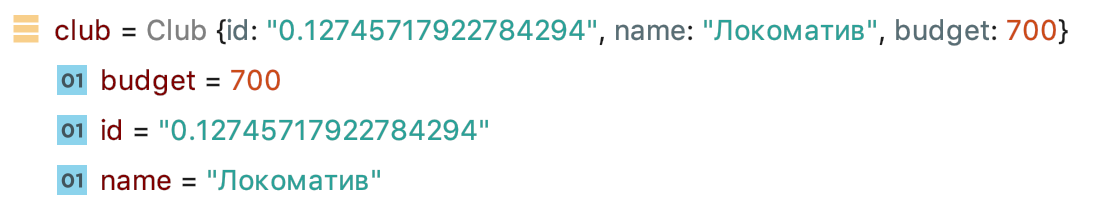 club = Club {id: "0.12745717922784294", name: "Локоматив", budget: 700}
01 budget = 700
01 id = "0.12745717922784294"
01 name = "Локоматив"